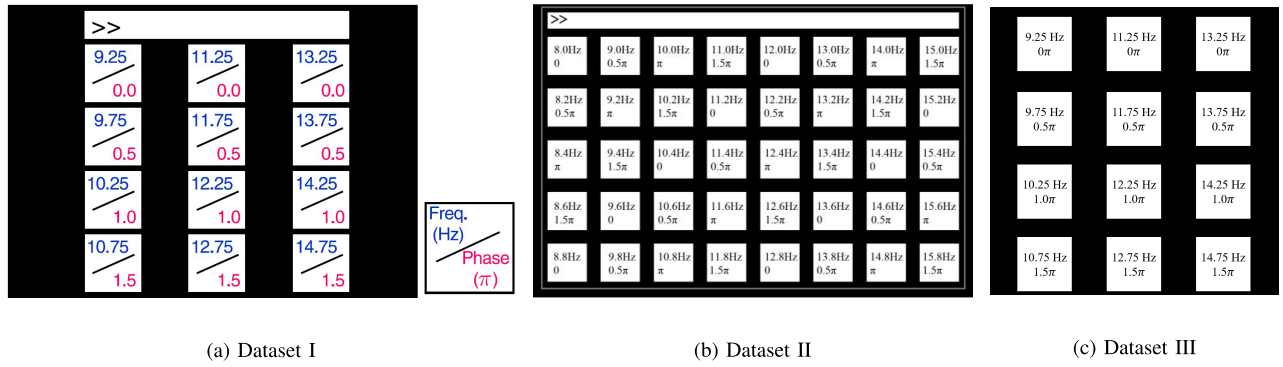 >>
9.25 0.0 11.25 0.0 13.25 0.0
9.75 0.5 11.75 0.5 13.75 0.5
10.25 1.0 12.25 1.0 14.25 1.0
10.75 1.5 12.75 1.5 14.75 1.5
Freq.
(Hz)
Phase
(π)
(a) Dataset I
>>
8.0Hz 9.0Hz 10.0Hz 11.0Hz 12.0Hz 13.0Hz 14.0Hz 15.0Hz
0 0.5π π 1.5π 0 0.5π π 1.5π
8.2Hz 9.2Hz 10.2Hz 11.2Hz 12.2Hz 13.2Hz 14.2Hz 15.2Hz
0.5π π 1.5π 0 0.5π π 1.5π 0
8.4Hz 9.4Hz 10.4Hz 11.4Hz 12.4Hz 13.4Hz 14.4Hz 15.4Hz
π 1.5π 0 0.5π π 1.5π 0 0.5π
8.6Hz 9.6Hz 10.6Hz 11.6Hz 12.6Hz 13.6Hz 14.6Hz 15.6Hz
1.5π 0 0.5π π 1.5π 0 0.5π π
8.8Hz 9.8Hz 10.8Hz 11.8Hz 12.8Hz 13.8Hz 14.8Hz 15.8Hz
0 0.5π π 1.5π 0 0.5π π 1.5π
(b) Dataset II
9.25 Hz 11.25 Hz 13.25 Hz
0π 0π 0π
9.75 Hz 11.75 Hz 13.75 Hz
0.5π 0.5π 0.5π
10.25 Hz 12.25 Hz 14.25 Hz
1.0π 1.0π 1.0π
10.75 Hz 12.75 Hz 14.75 Hz
1.5π 1.5π 1.5π
(c) Dataset III